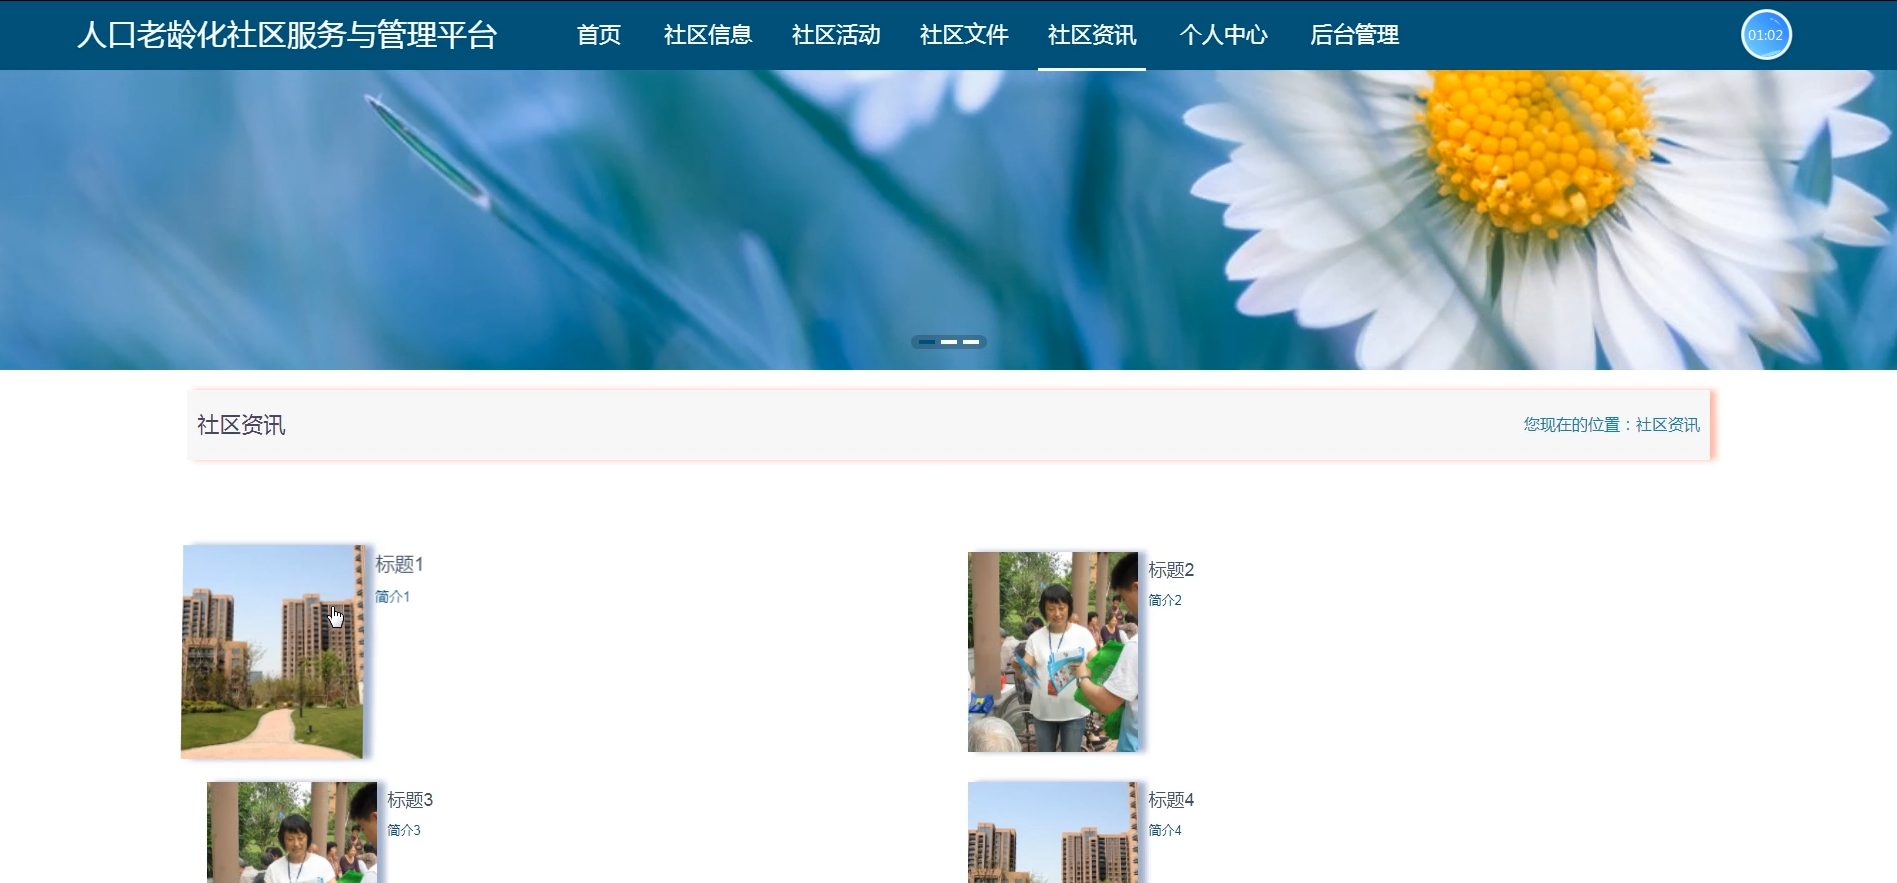 人口老龄化社区服务与管理平台 首页 社区信息 社区活动 社区文件 社区资讯 个人中心 后台管理 01:02
社区资讯 您现在的位置：社区资讯
标题1
简介1
标题2
简介2
标题3
简介3
标题4
简介4